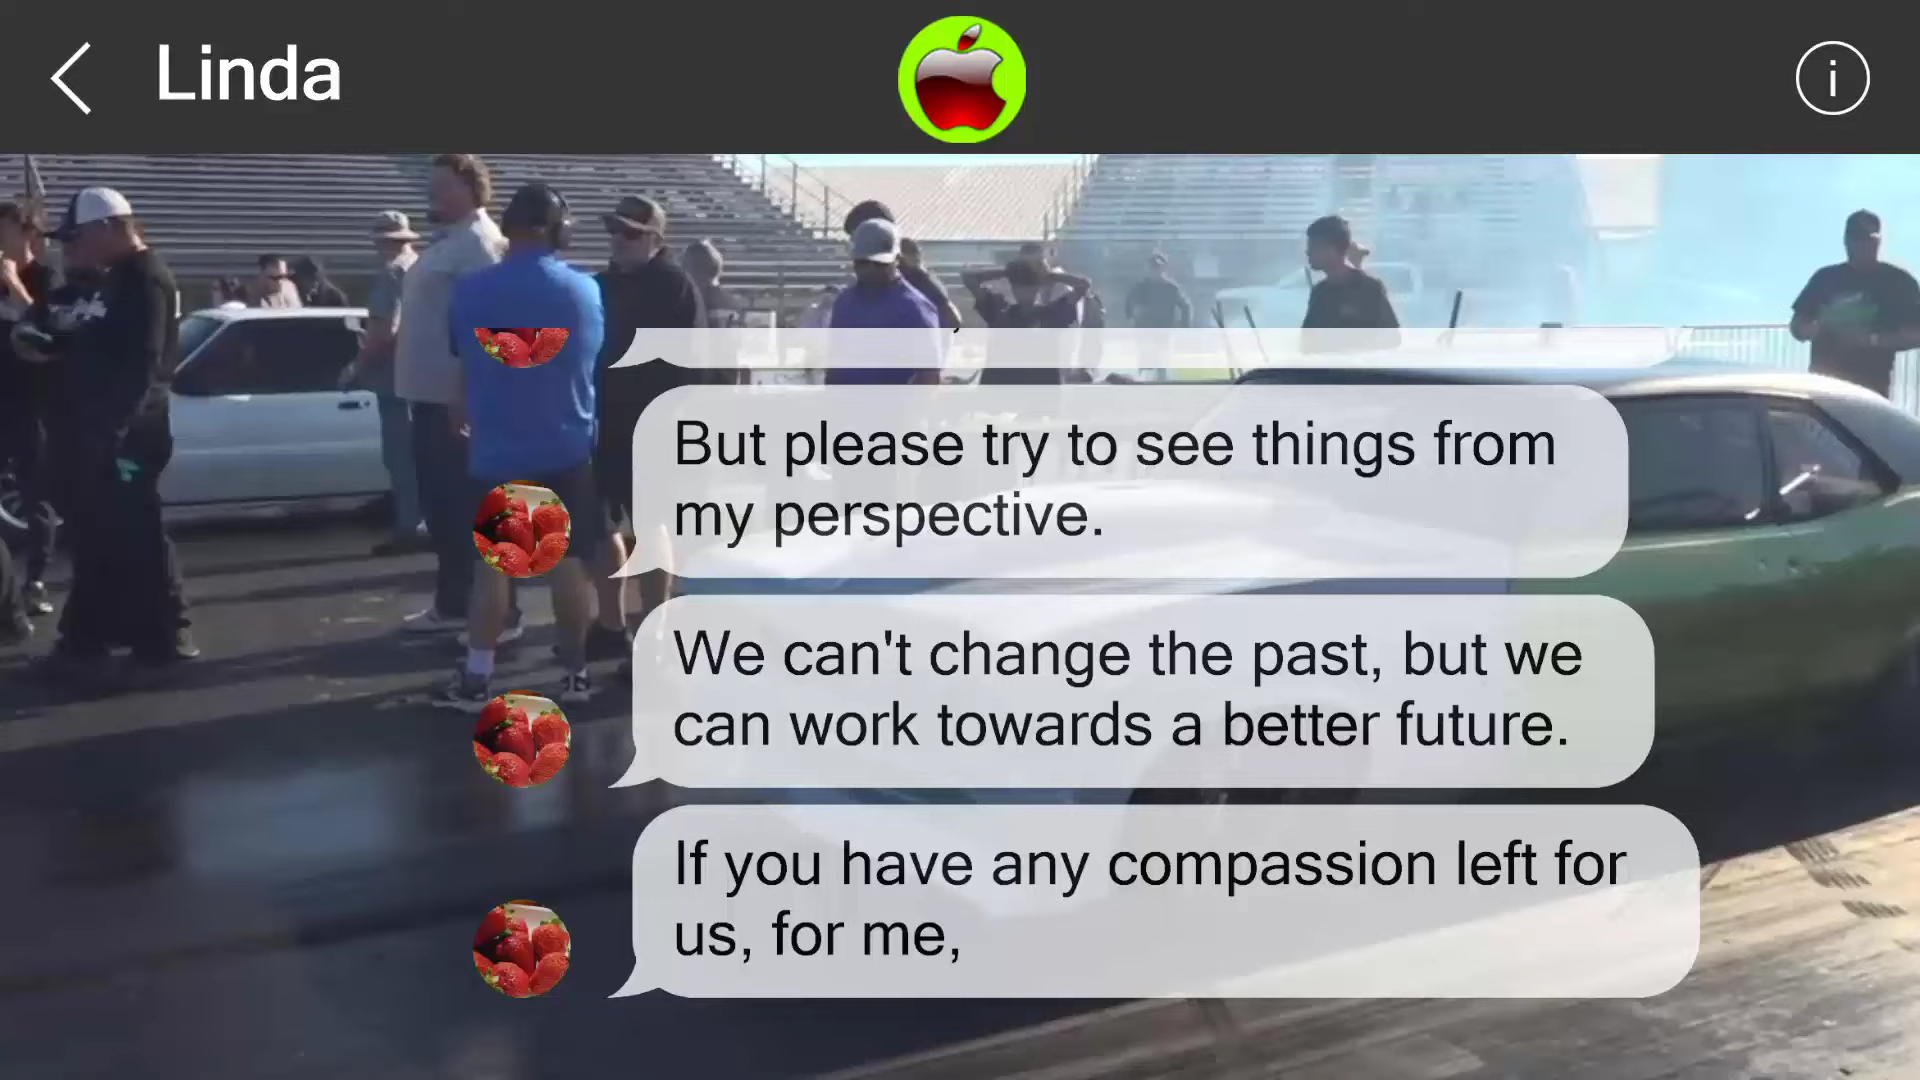 Linda
But please try to see things from
my perspective.
We can't change the past, but we
can work towards a better future.
If you have any compassion left for
us, for me,